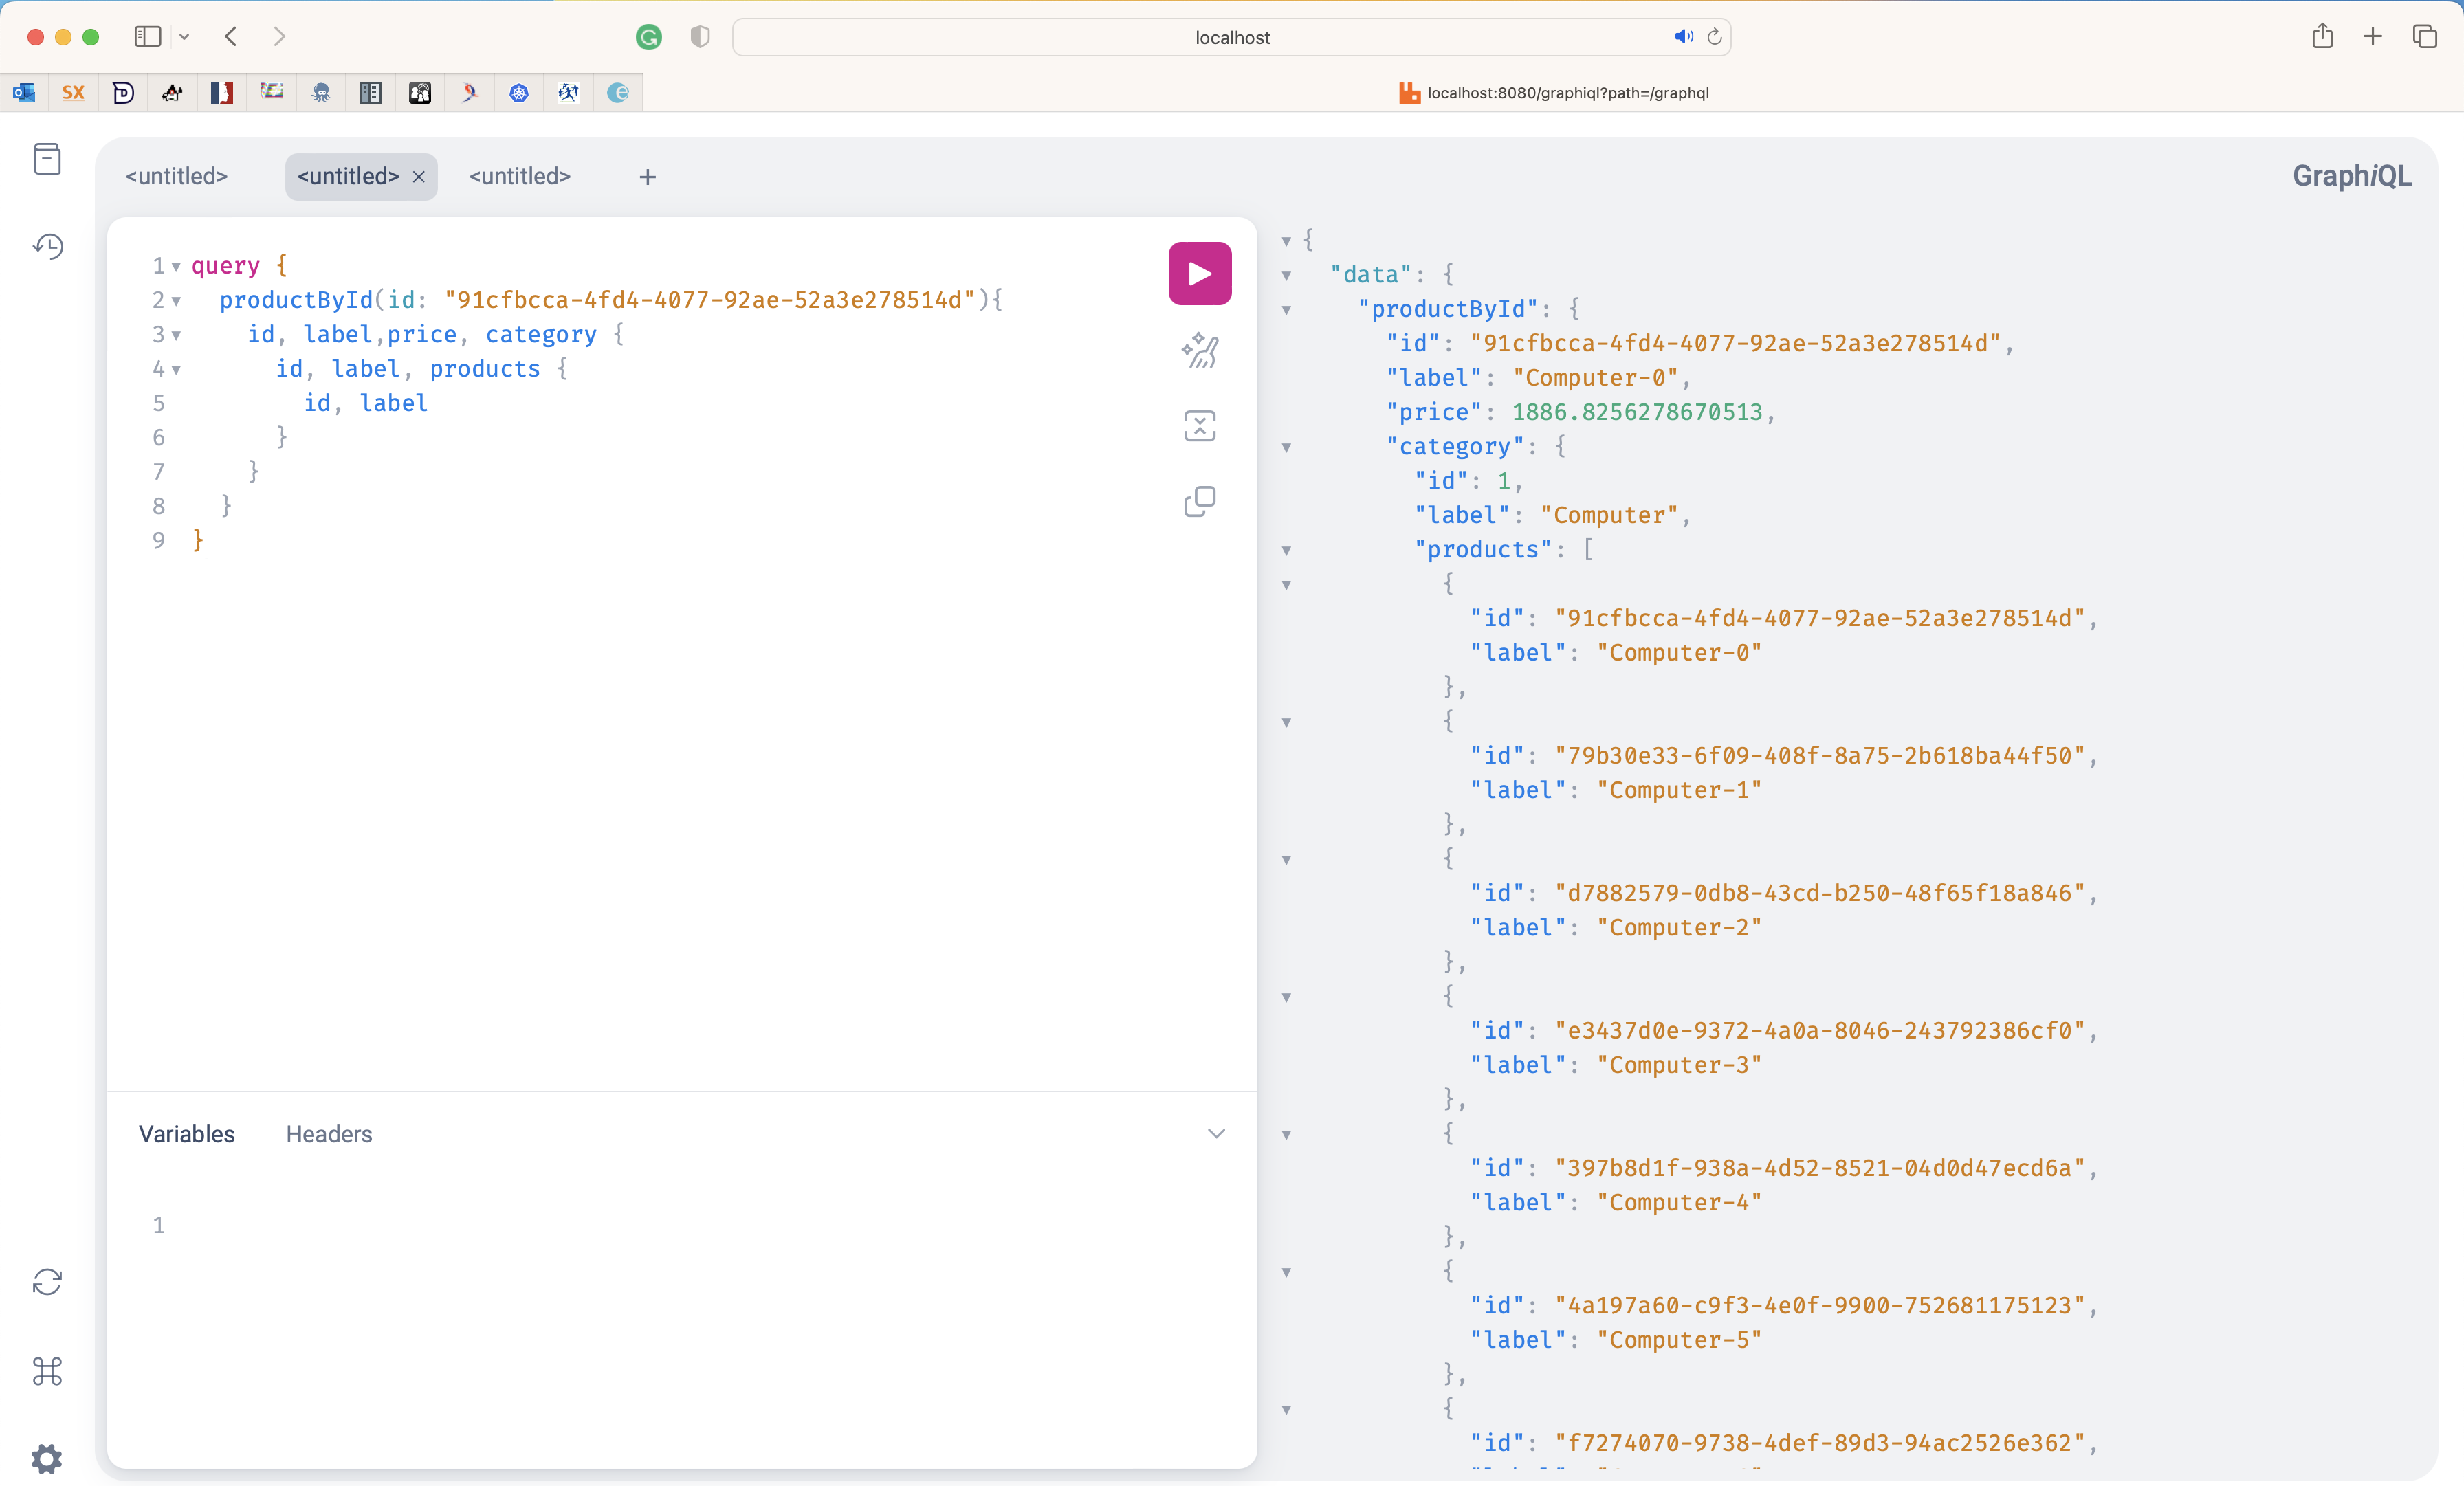 localhost
SX
localhost:8080/graphiql?path=/graphql
<untitled>
<untitled>
<untitled>
GraphiQL
1 query {
2 productById(id: "91cfbcca-4fd4-4077-92ae-52a3e278514d"){
3 id, label,price, category {
4 id, label, products {
5 id, label
6 }
7 }
8 }
9 }
Variables
Headers
1
{
"data": {
"productById": {
"id": "91cfbcca-4fd4-4077-92ae-52a3e278514d",
"label": "Computer-0",
"price": 1886.8256278670513,
"category": {
"id": 1,
"label": "Computer",
"products": [
{
"id": "91cfbcca-4fd4-4077-92ae-52a3e278514d",
"label": "Computer-0"
},
{
"id": "79b30e33-6f09-408f-8a75-2b618ba44f50",
"label": "Computer-1"
},
{
"id": "d7882579-0db8-43cd-b250-48f65f18a846",
"label": "Computer-2"
},
{
"id": "e3437d0e-9372-4a0a-8046-243792386cf0",
"label": "Computer-3"
},
{
"id": "397b8d1f-938a-4d52-8521-04d0d47ecd6a",
"label": "Computer-4"
},
{
"id": "4a197a60-c9f3-4e0f-9900-752681175123",
"label": "Computer-5"
},
{
"id": "f7274070-9738-4def-89d3-94ac2526e362",